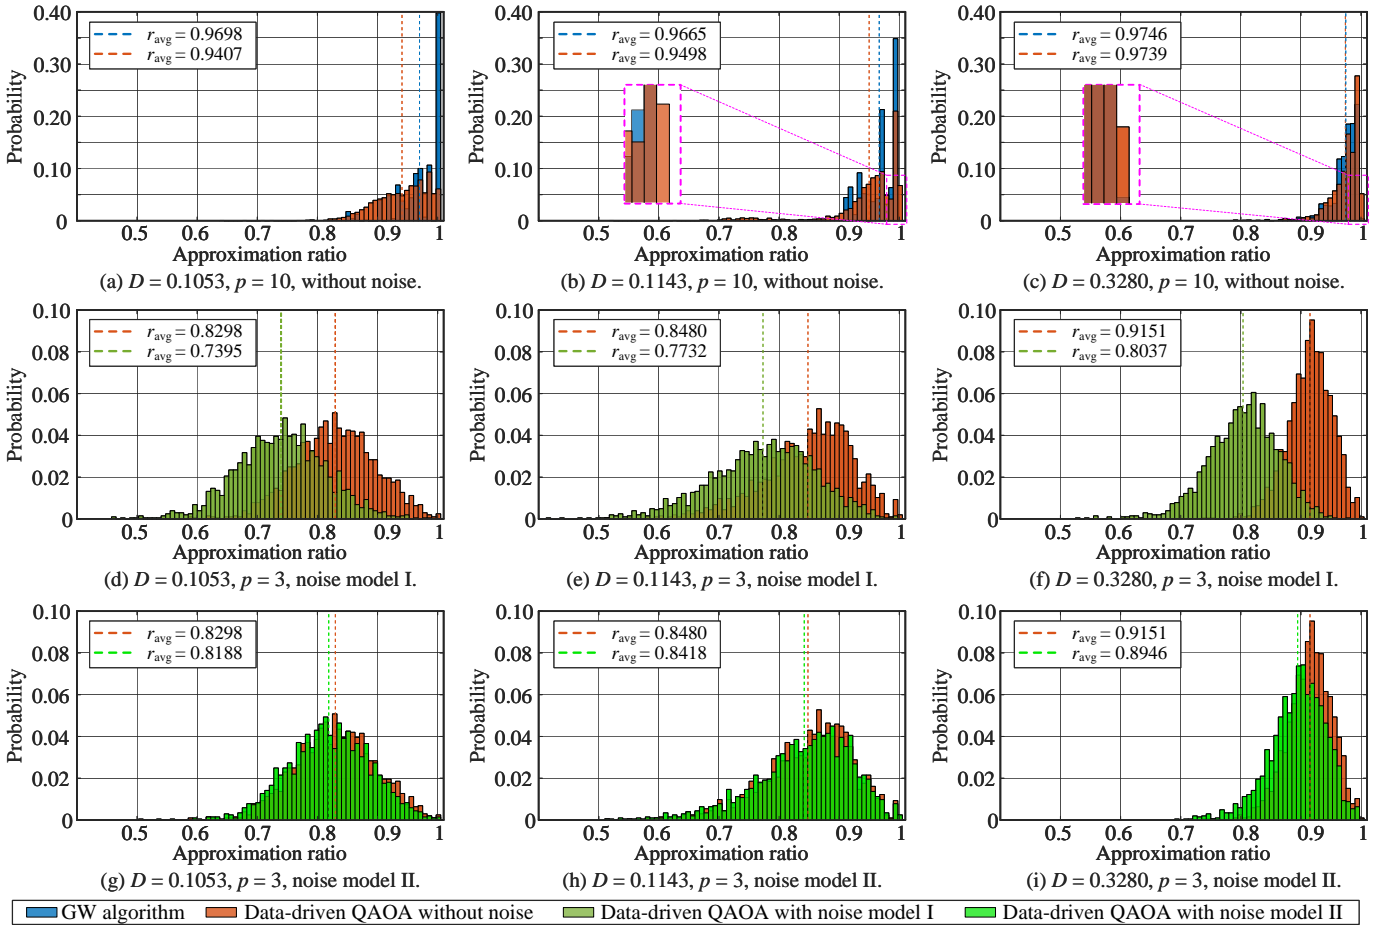 r_avg = 0.9698
r_avg = 0.9407
0.40
0.30
0.20
0.10
0
Probability
0.5 0.6 0.7 0.8 0.9 1
Approximation ratio
(a) D = 0.1053, p = 10, without noise.
r_avg = 0.9665
r_avg = 0.9498
0.40
0.30
0.20
0.10
0
Probability
0.5 0.6 0.7 0.8 0.9 1
Approximation ratio
(b) D = 0.1143, p = 10, without noise.
r_avg = 0.9746
r_avg = 0.9739
0.40
0.30
0.20
0.10
0
Probability
0.5 0.6 0.7 0.8 0.9 1
Approximation ratio
(c) D = 0.3280, p = 10, without noise.
r_avg = 0.8298
r_avg = 0.7395
0.10
0.08
0.06
0.04
0.02
0
Probability
0.5 0.6 0.7 0.8 0.9 1
Approximation ratio
(d) D = 0.1053, p = 3, noise model I.
r_avg = 0.8480
r_avg = 0.7732
0.10
0.08
0.06
0.04
0.02
0
Probability
0.5 0.6 0.7 0.8 0.9 1
Approximation ratio
(e) D = 0.1143, p = 3, noise model I.
r_avg = 0.9151
r_avg = 0.8037
0.10
0.08
0.06
0.04
0.02
0
Probability
0.5 0.6 0.7 0.8 0.9 1
Approximation ratio
(f) D = 0.3280, p = 3, noise model I.
r_avg = 0.8298
r_avg = 0.8188
0.10
0.08
0.06
0.04
0.02
0
Probability
0.5 0.6 0.7 0.8 0.9 1
Approximation ratio
(g) D = 0.1053, p = 3, noise model II.
r_avg = 0.8480
r_avg = 0.8418
0.10
0.08
0.06
0.04
0.02
0
Probability
0.5 0.6 0.7 0.8 0.9 1
Approximation ratio
(h) D = 0.1143, p = 3, noise model II.
r_avg = 0.9151
r_avg = 0.8946
0.10
0.08
0.06
0.04
0.02
0
Probability
0.5 0.6 0.7 0.8 0.9 1
Approximation ratio
(i) D = 0.3280, p = 3, noise model II.
GW algorithm Data-driven QAOA without noise Data-driven QAOA with noise model I Data-driven QAOA with noise model II